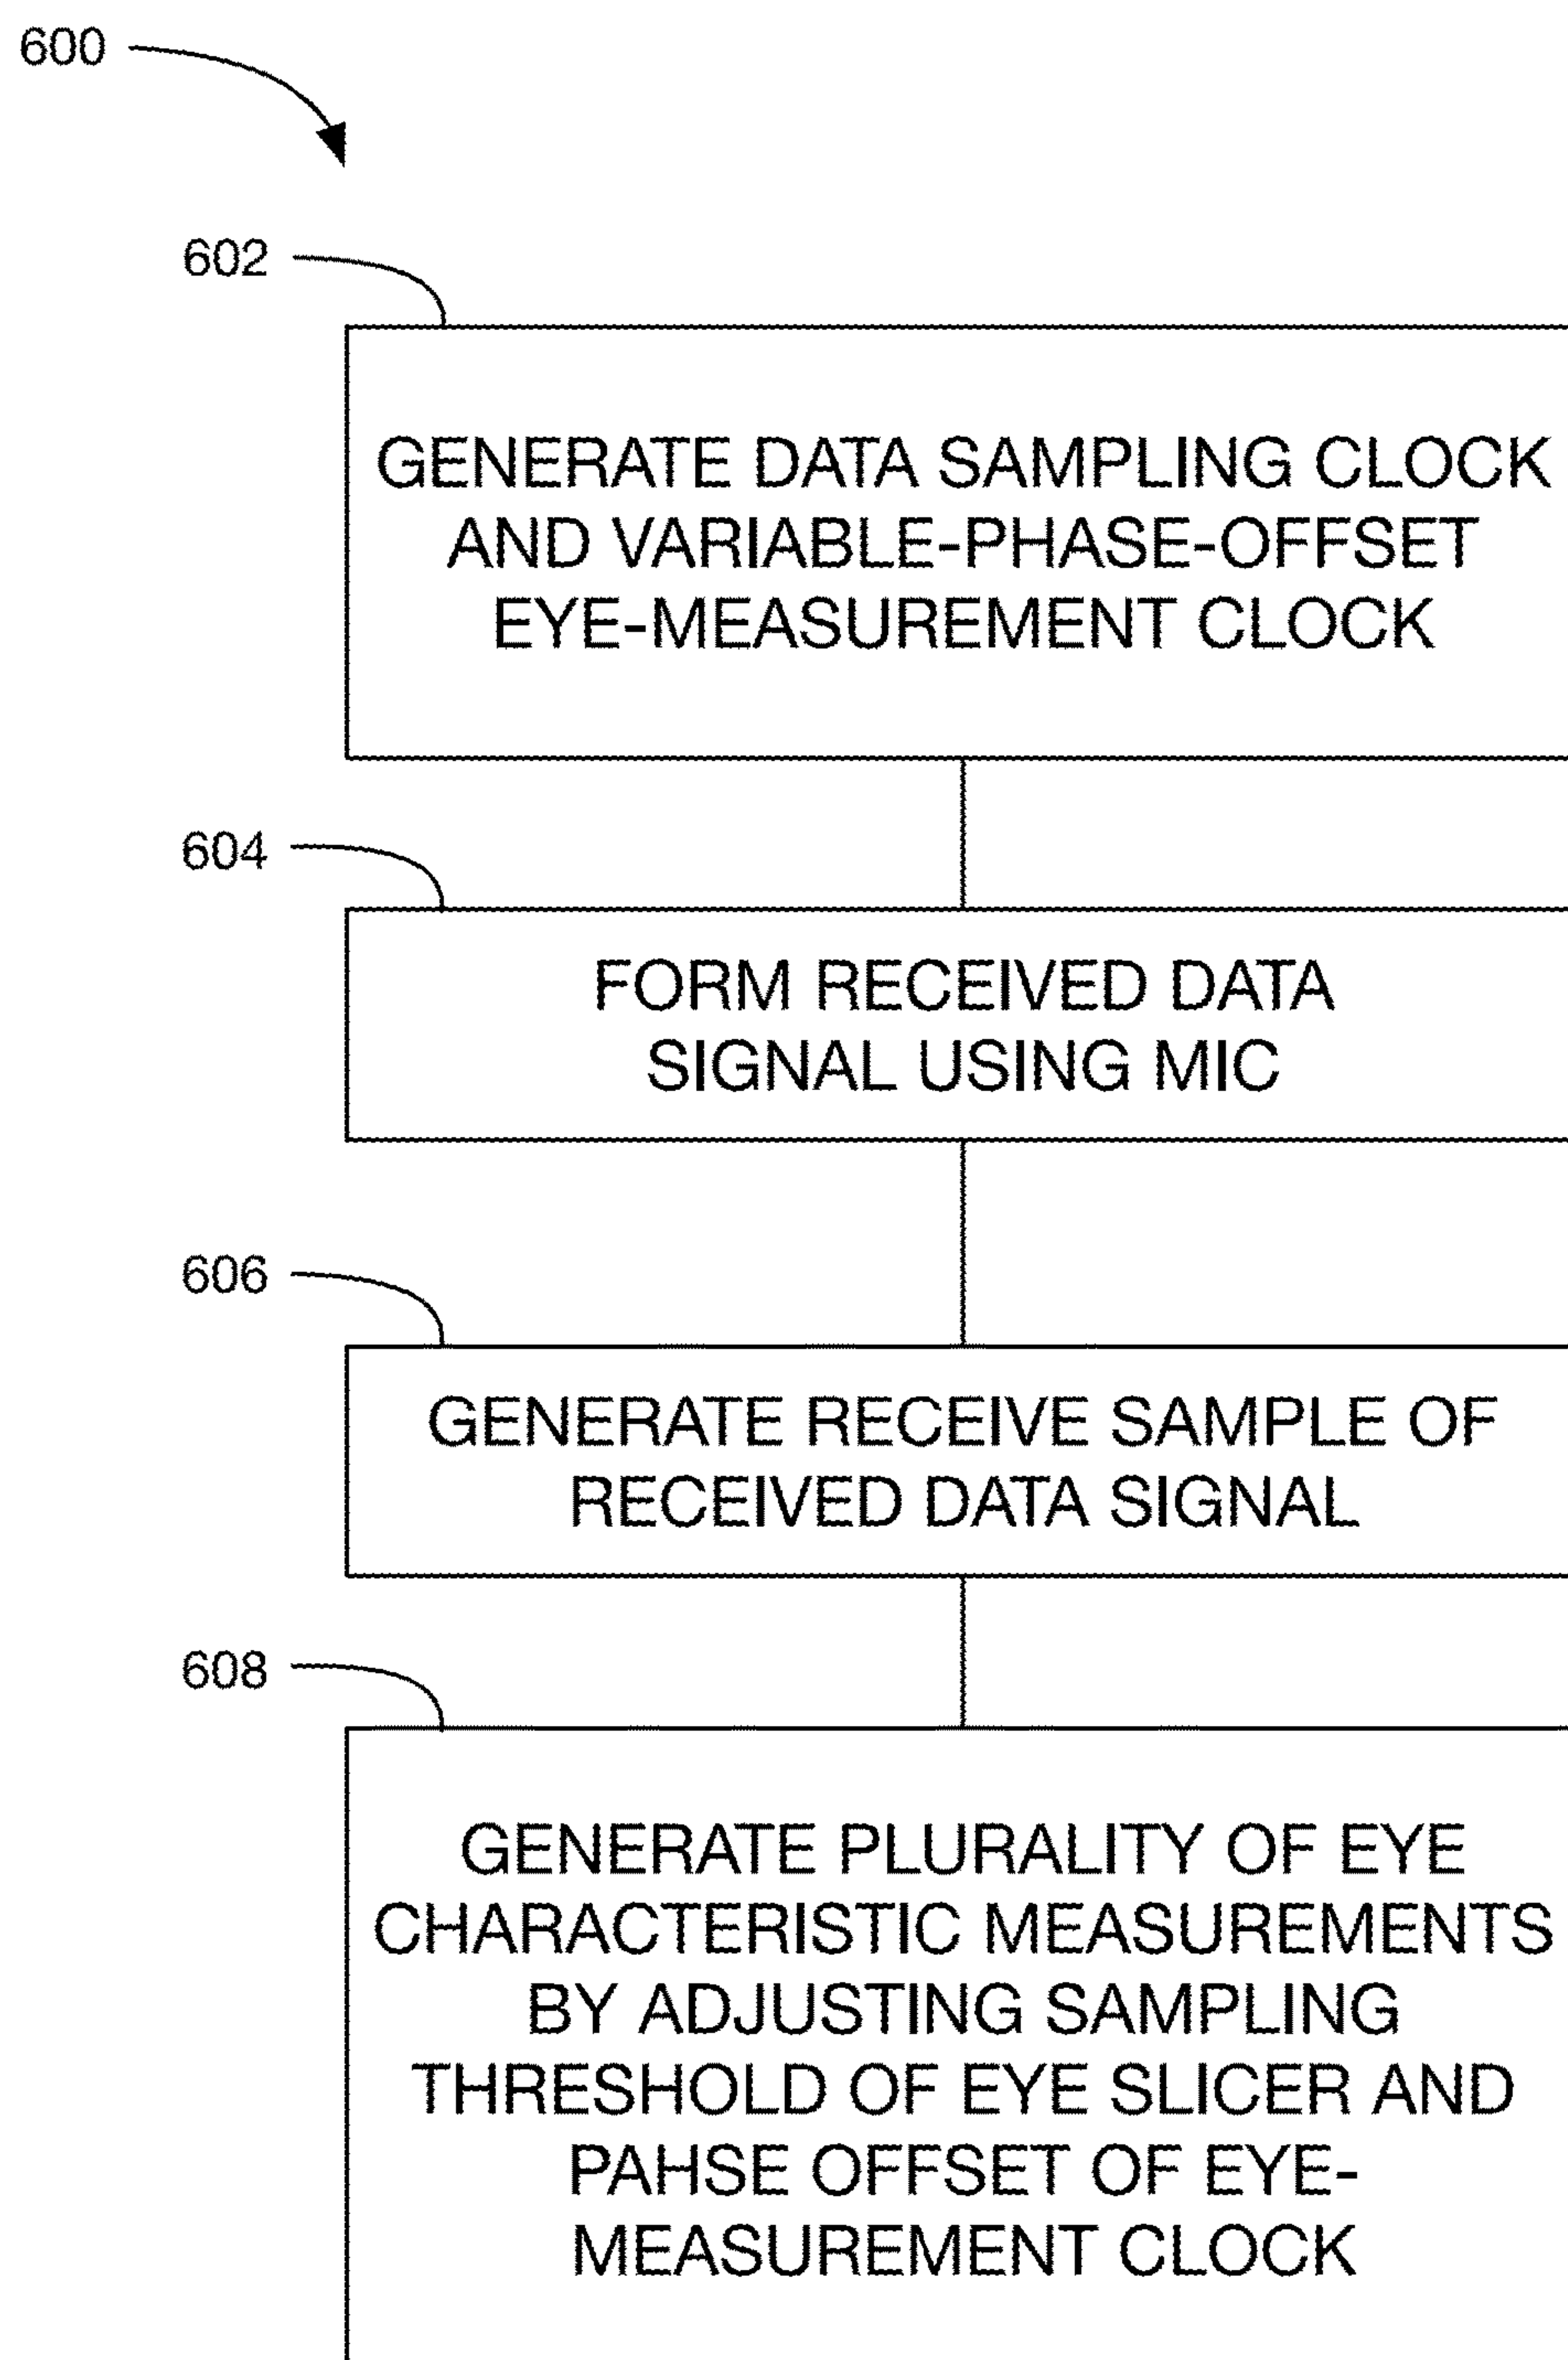 600
602
GENERATE DATA SAMPLING CLOCK
AND VARIABLE-PHASE-OFFSET
EYE-MEASUREMENT CLOCK
604
FORM RECEIVED DATA
SIGNAL USING MIC
606
GENERATE RECEIVE SAMPLE OF
RECEIVED DATA SIGNAL
608
GENERATE PLURALITY OF EYE
CHARACTERISTIC MEASUREMENTS
BY ADJUSTING SAMPLING
THRESHOLD OF EYE SLICER AND
PAHSE OFFSET OF EYE-
MEASUREMENT CLOCK